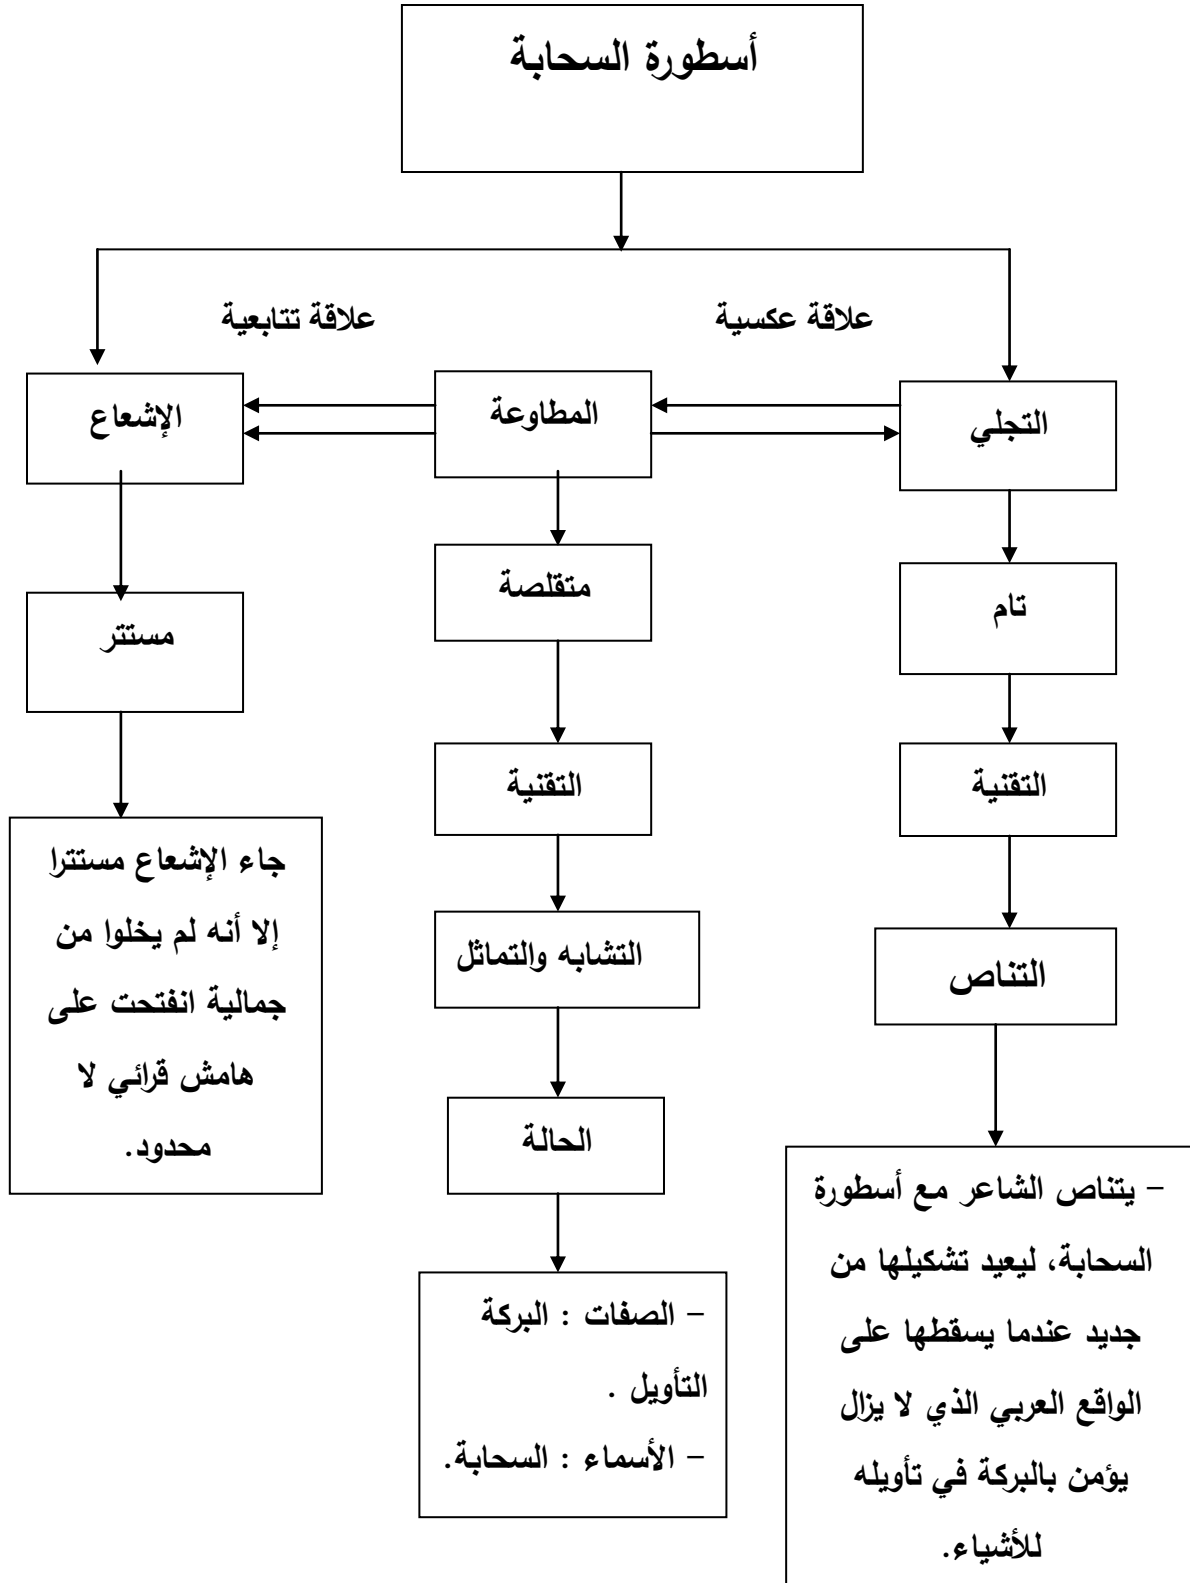 أسطورة السحابة
علاقة عكسية
علاقة تتابعية
التجلي
المطاوعة
الإشعاع
تام
متقلصة
مستتر
التقنية
التقنية
التناص
التشابه والتماثل
الحالة
– يتناص الشاعر مع أسطورة
السحابة، ليعيد تشكيلها من
جديد عندما يسقطها على
الواقع العربي الذي لا يزال
يؤمن بالبركة في تأويله
للأشياء.
– الصفات : البركة
التأويل .
– الأسماء : السحابة.
جاء الإشعاع مستترا
إلا أنه لم يخلوا من
جمالية انفتحت على
هامش قرائي لا
محدود.